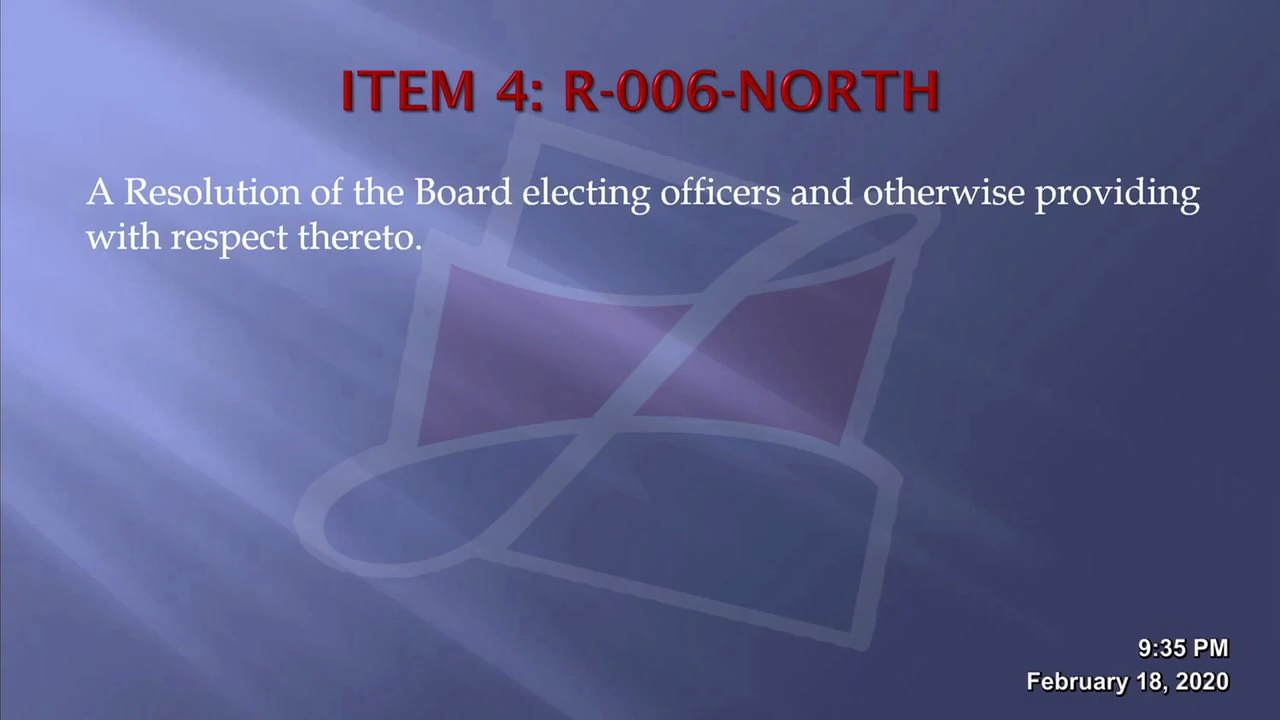 ITEM 4: R-006-NORTH
A Resolution of the Board electing officers and otherwise providing
with respect thereto.
9:35 PM
February 18, 2020